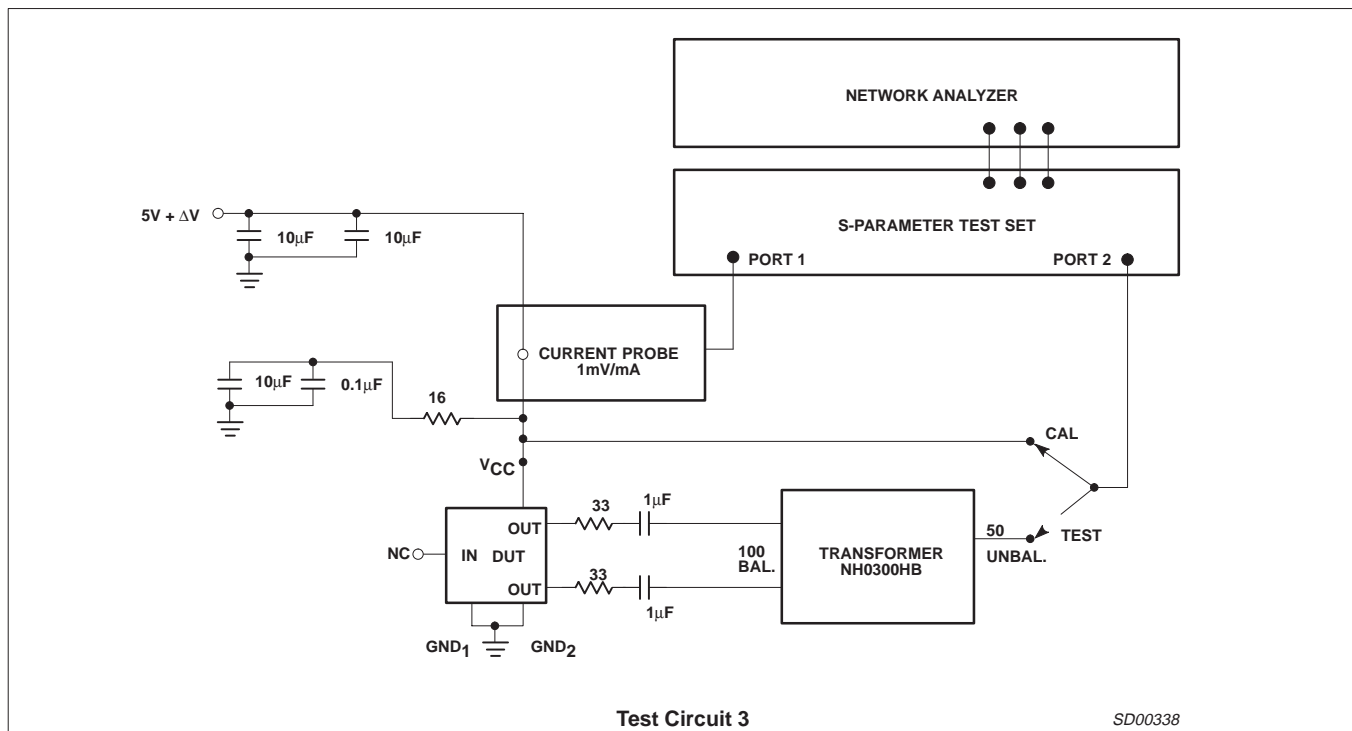 NETWORK ANALYZER
S-PARAMETER TEST SET
5V + ΔV
10µF
10µF
PORT 1
PORT 2
CURRENT PROBE
1mV/mA
10µF
0.1µF
16
CAL
VCC
33
1µF
OUT
50
TEST
NC
IN
DUT
100
BAL.
TRANSFORMER
NH0300HB
UNBAL.
OUT
33
1µF
GND1
GND2
Test Circuit 3
SD00338